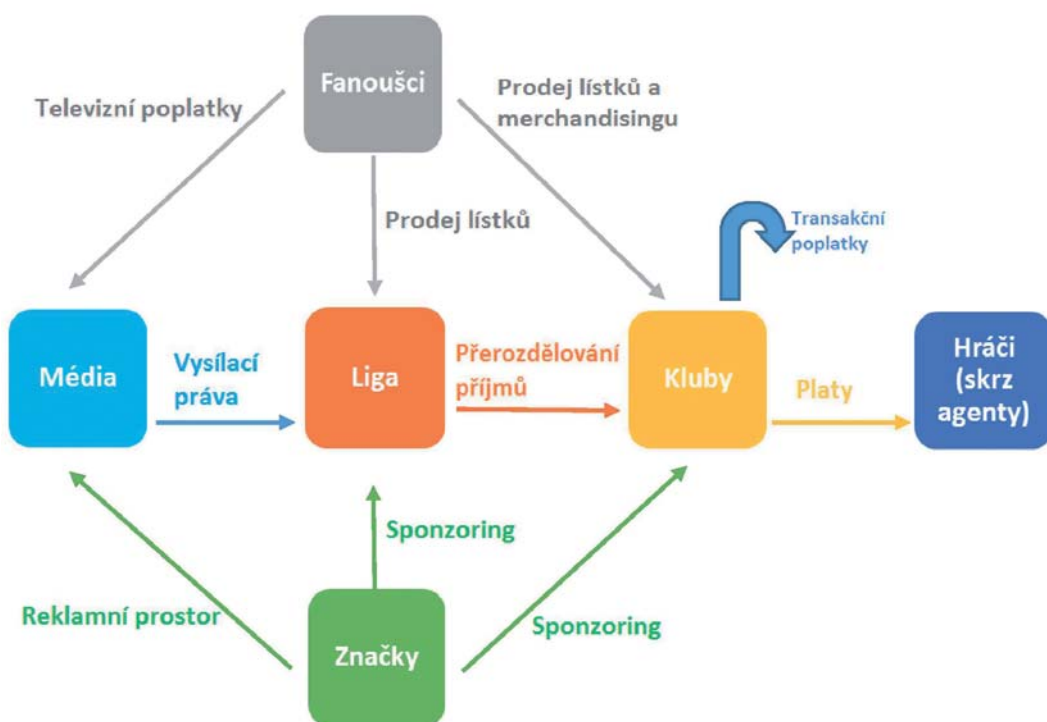 Fanoušci
Televizní poplatky
Prodej lístků a
merchandisingu
Prodej lístků
Transakční
poplatky
Média
Vysílací
práva
Liga
Přerozdělování
příjmů
Kluby
Platy
Hráči
(skrz
agenty)
Sponzoring
Reklamní prostor
Sponzoring
Značky